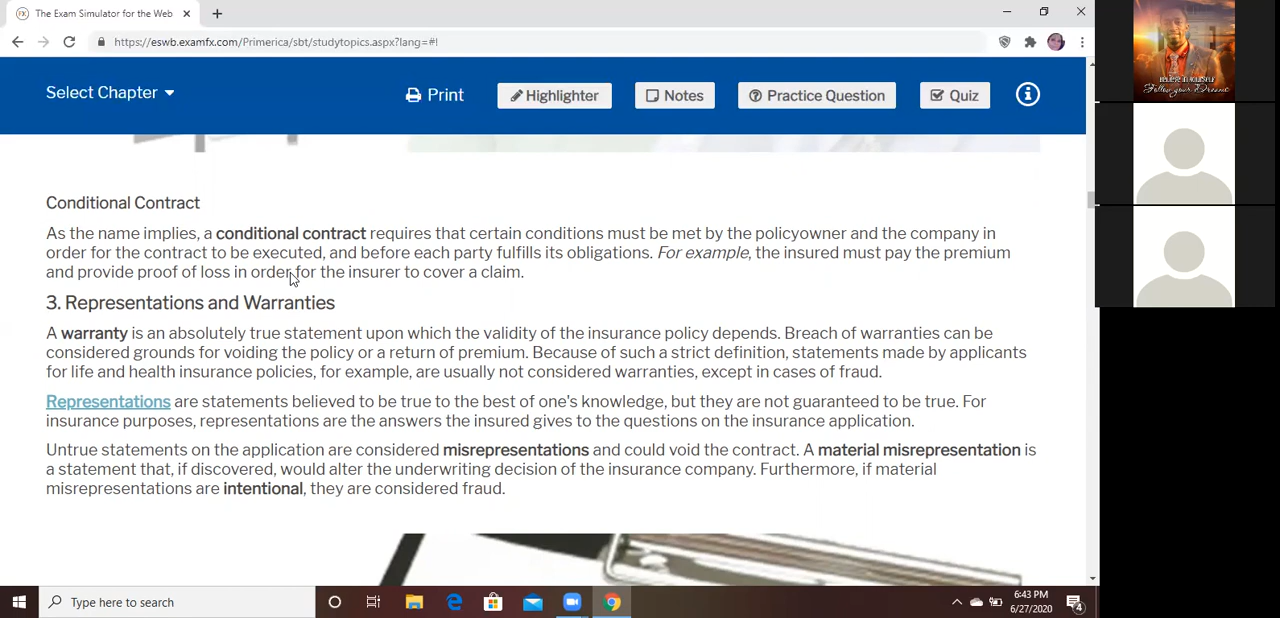 The Exam Simulator for the Web
https://eswb.examfx.com/Primerica/sbt/studytopics.aspx?lang=#!
Select Chapter
Print
Highlighter
Notes
Practice Question
Quiz
Conditional Contract
As the name implies, a conditional contract requires that certain conditions must be met by the policyowner and the company in
order for the contract to be executed, and before each party fulfills its obligations. For example, the insured must pay the premium
and provide proof of loss in order for the insurer to cover a claim.
3. Representations and Warranties
A warranty is an absolutely true statement upon which the validity of the insurance policy depends. Breach of warranties can be
considered grounds for voiding the policy or a return of premium. Because of such a strict definition, statements made by applicants
for life and health insurance policies, for example, are usually not considered warranties, except in cases of fraud.
Representations are statements believed to be true to the best of one's knowledge, but they are not guaranteed to be true. For
insurance purposes, representations are the answers the insured gives to the questions on the insurance application.
Untrue statements on the application are considered misrepresentations and could void the contract. A material misrepresentation is
a statement that, if discovered, would alter the underwriting decision of the insurance company. Furthermore, if material
misrepresentations are intentional, they are considered fraud.
BELIEVE IN YOURSELF
Follow your Dreams
Type here to search
6:43 PM
6/27/2020
4